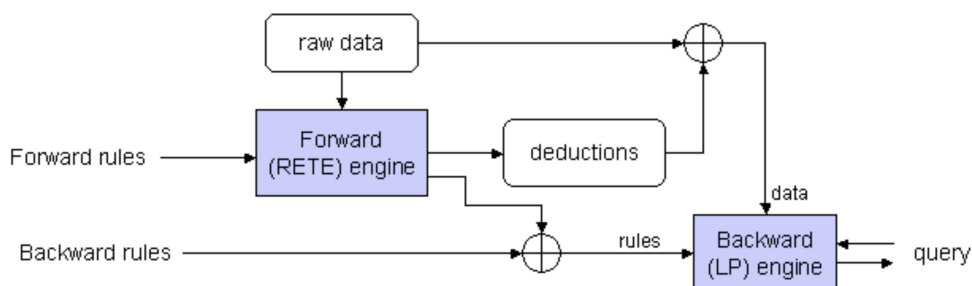 raw data
Forward rules
Forward
(RETE) engine
deductions
data
Backward rules
rules
Backward
(LP) engine
query